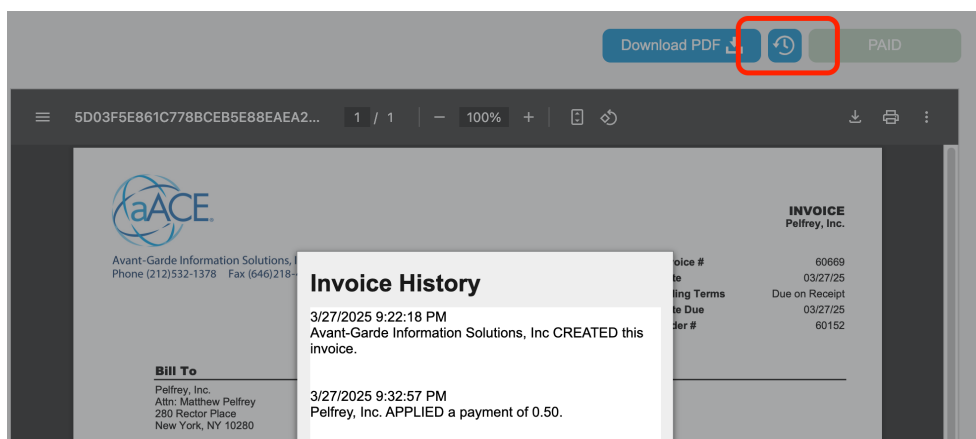 Download PDF
PAID
5D03F5E861C778BCEB5E88EAEA2...
1 / 1
100%
aACE.
INVOICE
Pelfrey, Inc.
Avant-Garde Information Solutions,
Phone (212)532-1378 Fax (646)218-
oice # 60669
te 03/27/25
ling Terms Due on Receipt
te Due 03/27/25
der # 60152
Invoice History
3/27/2025 9:22:18 PM
Avant-Garde Information Solutions, Inc CREATED this
invoice.
3/27/2025 9:32:57 PM
Pelfrey, Inc. APPLIED a payment of 0.50.
Bill To
Pelfrey, Inc.
Attn: Matthew Pelfrey
280 Rector Place
New York, NY 10280